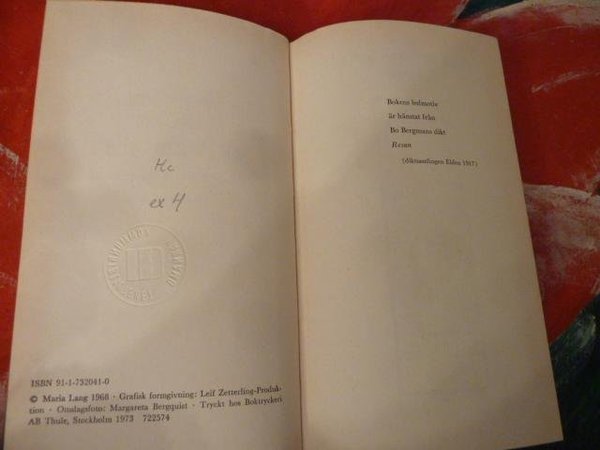 Hc
ex 4
ISBN 91-1-732041-0
© Maria Lang 1968 · Grafisk formgivning: Leif Zetterling-Produk-
tion · Omslagsfoto: Margareta Bergquist · Tryckt hos Boktryckeri
AB Thule, Stockholm 1973 722574
Bokens ledmotiv
är hämtat från
Bo Bergmans dikt
Resan
(diktsamlingen Elden 1917)